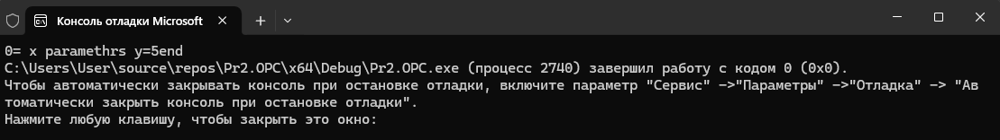 Консоль отладки Microsoft
0= x paramethrs y=5end
C:\Users\User\source\repos\Pr2.OPC\x64\Debug\Pr2.OPC.exe (процесс 2740) завершил работу с кодом 0 (0x0).
Чтобы автоматически закрывать консоль при остановке отладки, включите параметр "Сервис" ->"Параметры" ->"Отладка" -> "Ав
томатически закрыть консоль при остановке отладки".
Нажмите любую клавишу, чтобы закрыть это окно: